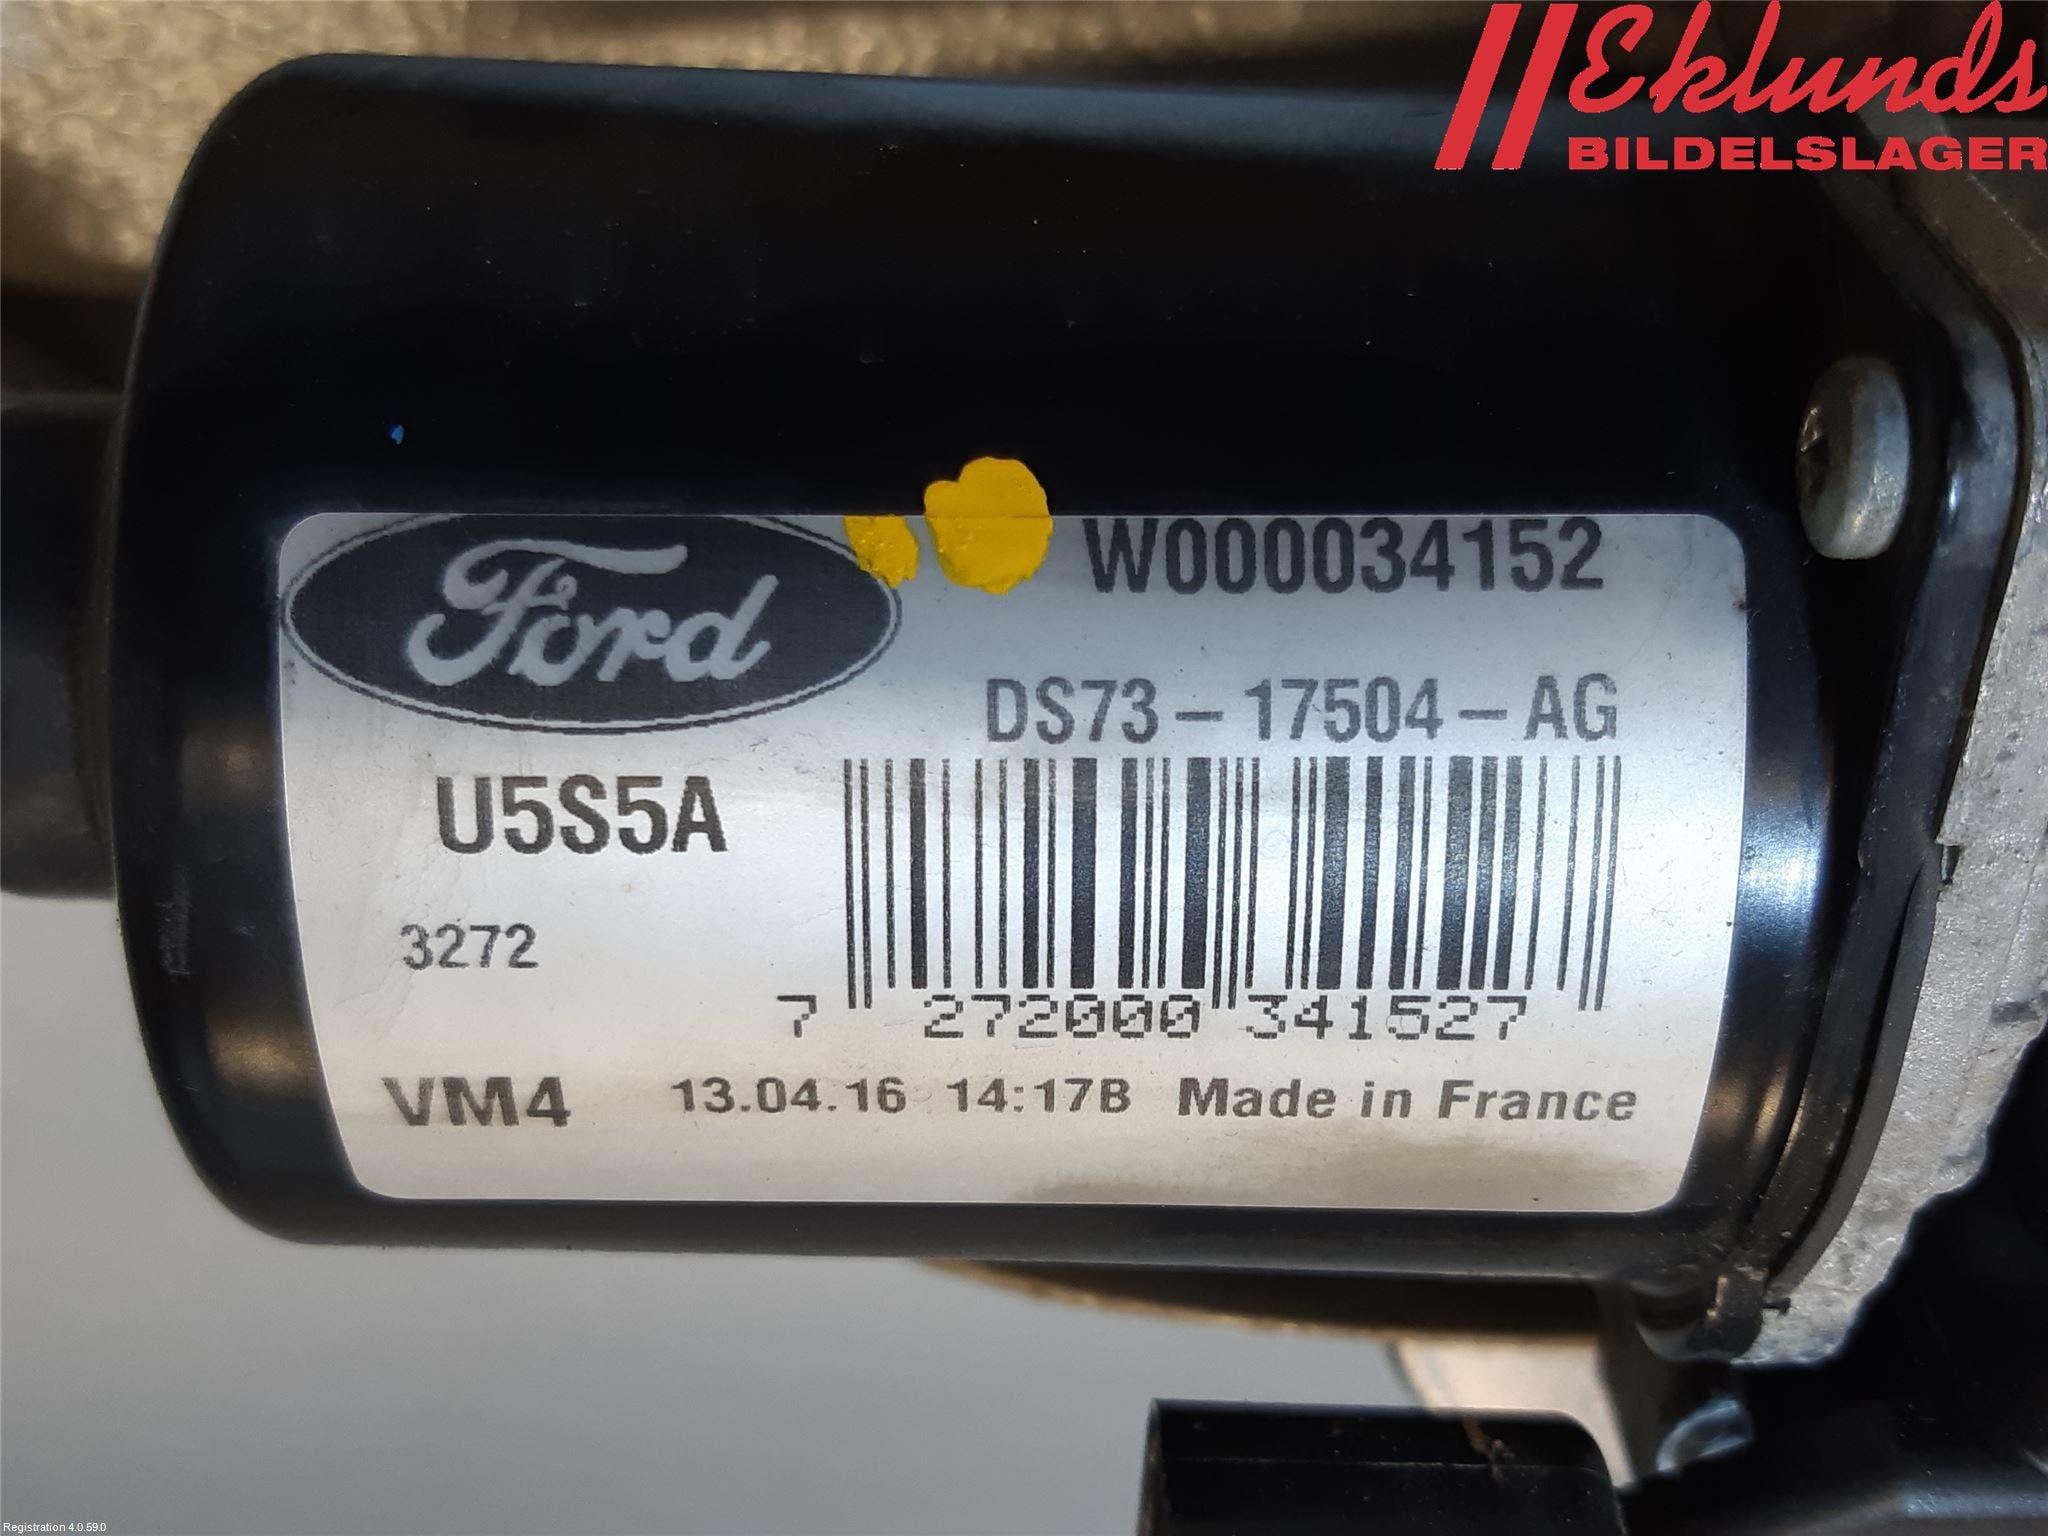 Eklunds
BILDELSLAGER
Ford
W000034152
DS73-17504-AG
U5S5A
3272
7 272000 341527
VM4 13.04.16 14:17B Made in France
Registration 4.0.59.0